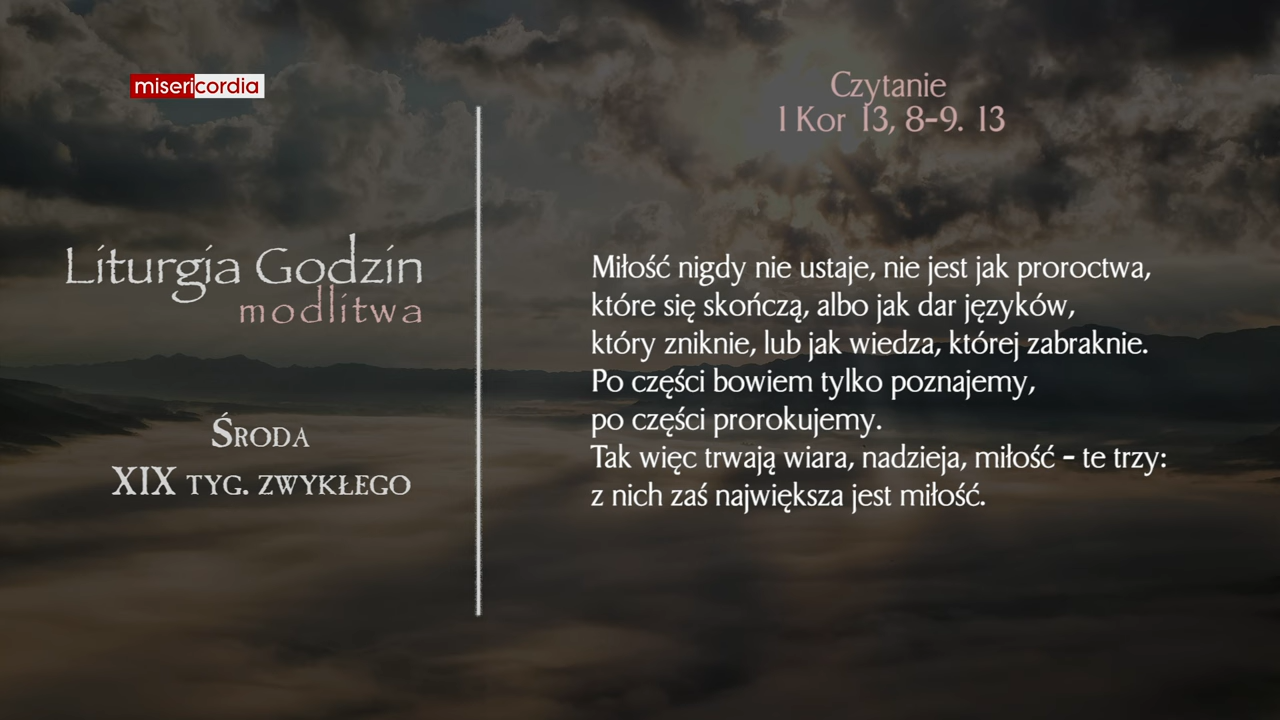 misericordia
Liturgia Godzin
modlitwa
Środa
XIX tyg. zwykłego
Czytanie
1 Kor 13, 8-9. 13
Miłość nigdy nie ustaje, nie jest jak proroctwa,
które się skończą, albo jak dar języków,
który zniknie, lub jak wiedza, której zabraknie.
Po części bowiem tylko poznajemy,
po części prorokujemy.
Tak więc trwają wiara, nadzieja, miłość - te trzy:
z nich zaś największa jest miłość.